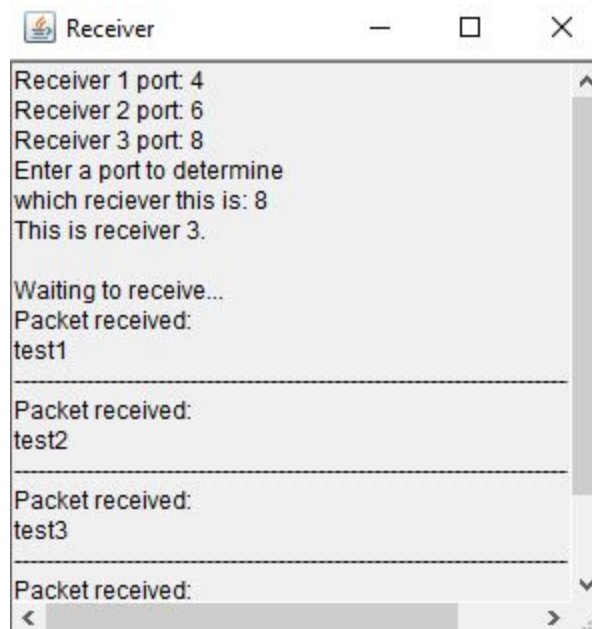 Receiver
Receiver 1 port: 4
Receiver 2 port: 6
Receiver 3 port: 8
Enter a port to determine
which reciever this is: 8
This is receiver 3.
Waiting to receive...
Packet received:
test1
Packet received:
test2
Packet received:
test3
Packet received: